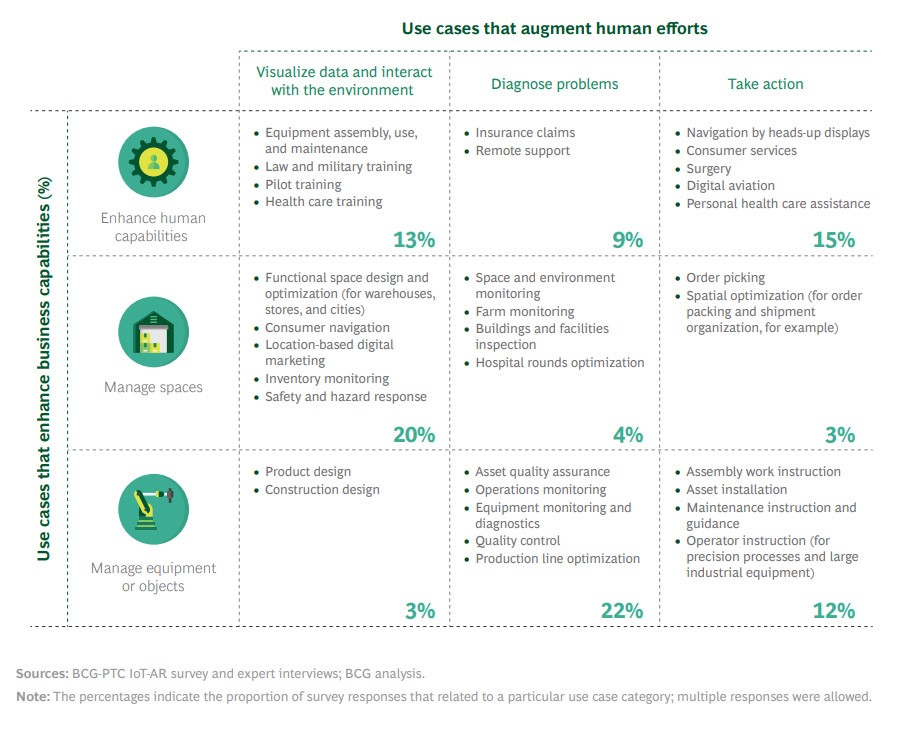 Use cases that augment human efforts
Visualize data and interact
with the environment
Diagnose problems
Take action
Use cases that enhance business capabilities (%)
Enhance human
capabilities
• Equipment assembly, use,
and maintenance
• Law and military training
• Pilot training
• Health care training
13%
• Insurance claims
• Remote support
9%
• Navigation by heads-up displays
• Consumer services
• Surgery
• Digital aviation
• Personal health care assistance
15%
Manage spaces
• Functional space design and
optimization (for warehouses,
stores, and cities)
• Consumer navigation
• Location-based digital
marketing
• Inventory monitoring
• Safety and hazard response
20%
• Space and environment
monitoring
• Farm monitoring
• Buildings and facilities
inspection
• Hospital rounds optimization
4%
• Order picking
• Spatial optimization (for order
packing and shipment
organization, for example)
3%
Manage equipment
or objects
• Product design
• Construction design
3%
• Asset quality assurance
• Operations monitoring
• Equipment monitoring and
diagnostics
• Quality control
• Production line optimization
22%
• Assembly work instruction
• Asset installation
• Maintenance instruction and
guidance
• Operator instruction (for
precision processes and large
industrial equipment)
12%
Sources: BCG-PTC IoT-AR survey and expert interviews; BCG analysis.
Note: The percentages indicate the proportion of survey responses that related to a particular use case category; multiple responses were allowed.